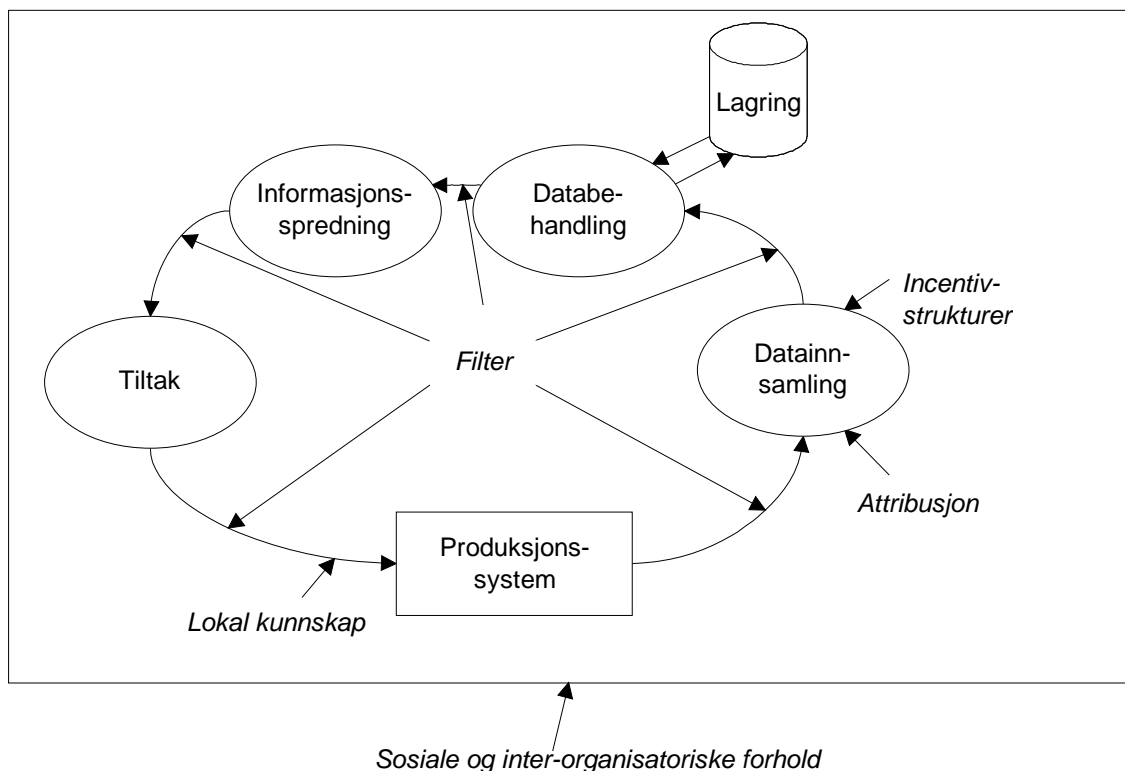 Lagring
Informasjons-
spredning
Databe-
handling
Incentiv-
strukturer
Filter
Datainn-
samling
Tiltak
Attribusjon
Produksjons-
system
Lokal kunnskap
Sosiale og inter-organisatoriske forhold